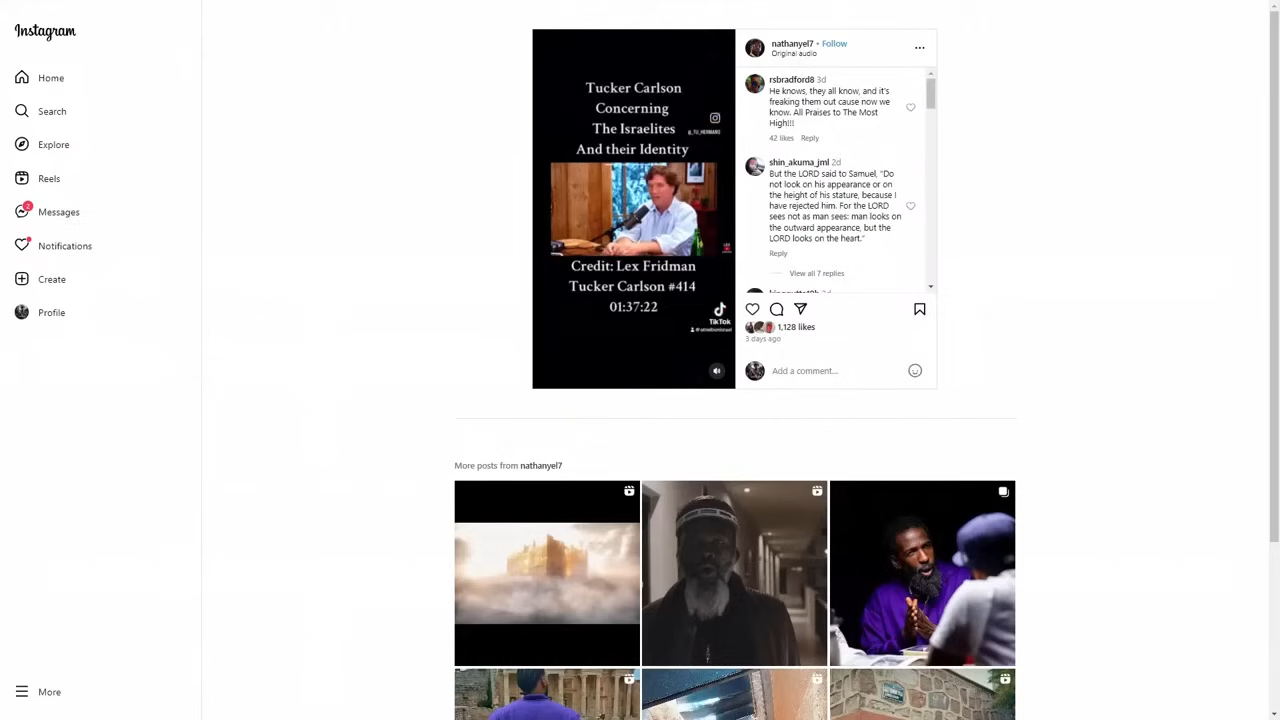 Instagram
Home
Search
Explore
Reels
2
Messages
Notifications
Create
Profile
More
Tucker Carlson
Concerning
The Israelites
And their Identity
Credit: Lex Fridman
Tucker Carlson #414
01:37:22
TikTok
nathanyel7 • Follow
Original audio
rsbradford8 3d
He knows, they all know, and it's
freaking them out cause now we
know. All Praises to The Most
High!!!
42 likes Reply
shin_akuma_jml 2d
But the LORD said to Samuel, “Do
not look on his appearance or on
the height of his stature, because I
have rejected him. For the LORD
sees not as man sees: man looks on
the outward appearance, but the
LORD looks on the heart.”
Reply
View all 7 replies
1,128 likes
3 days ago
Add a comment...
More posts from nathanyel7